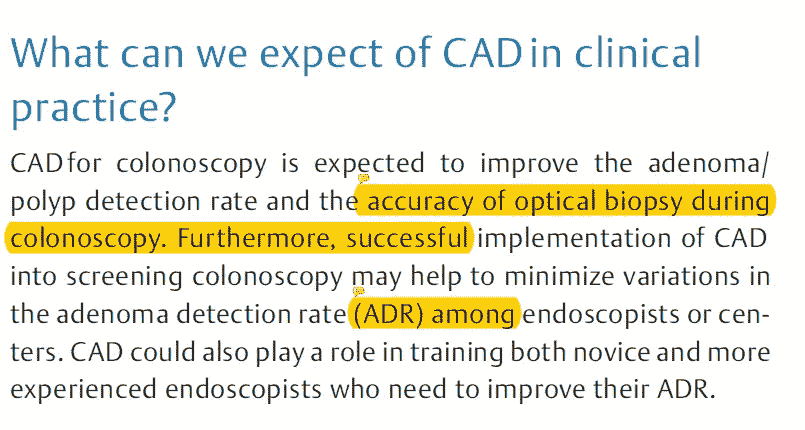 What can we expect of CAD in clinical
practice?
CAD for colonoscopy is expected to improve the adenoma/
polyp detection rate and the accuracy of optical biopsy during
colonoscopy. Furthermore, successful implementation of CAD
into screening colonoscopy may help to minimize variations in
the adenoma detection rate (ADR) among endoscopists or cen-
ters. CAD could also play a role in training both novice and more
experienced endoscopists who need to improve their ADR.